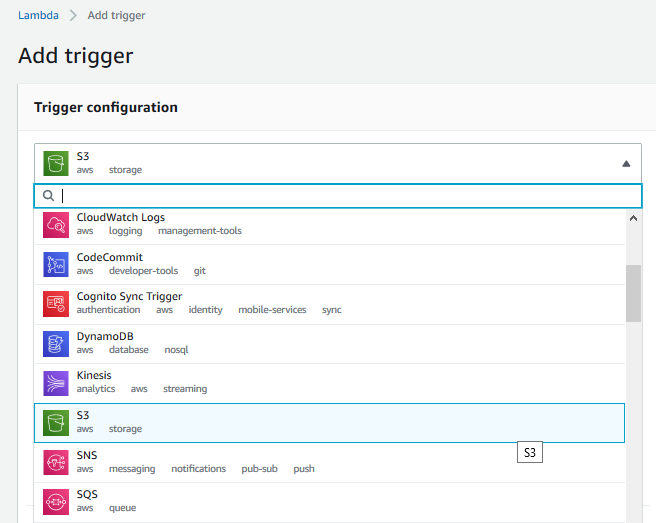 Lambda > Add trigger
Add trigger
Trigger configuration
S3
aws storage
CloudWatch Logs
aws logging management-tools
CodeCommit
aws developer-tools git
Cognito Sync Trigger
authentication aws identity mobile-services sync
DynamoDB
aws database nosql
Kinesis
analytics aws streaming
S3
aws storage
S3
SNS
aws messaging notifications pub-sub push
SQS
aws queue